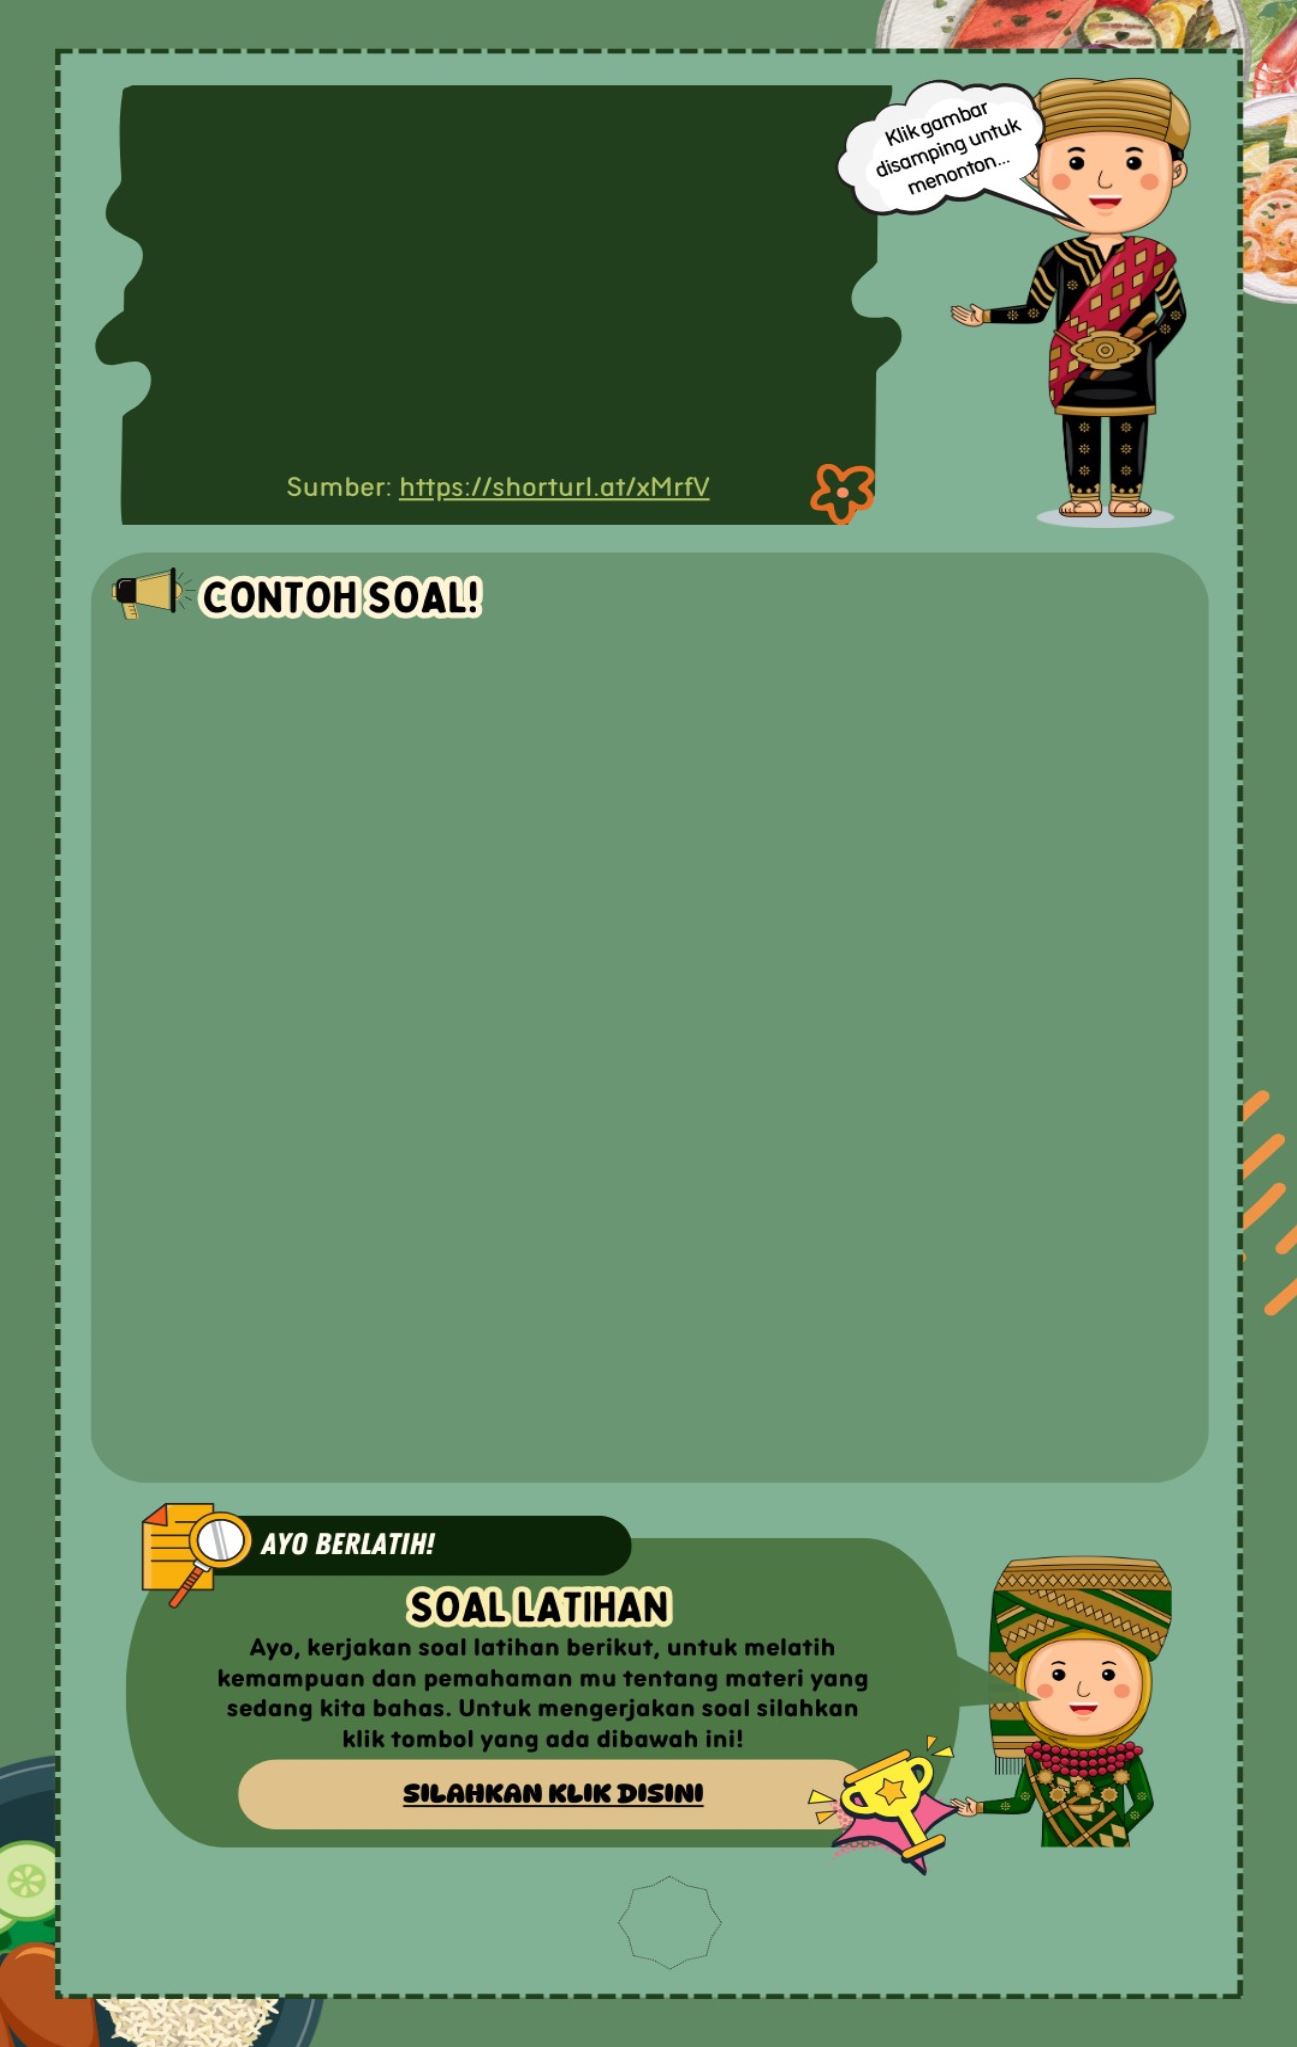 Klik gambar
disamping untuk
menonton...
Sumber: https://shorturl.at/xMrfV
CONTOH SOAL!
AYO BERLATIH!
SOAL LATIHAN
Ayo, kerjakan soal latihan berikut, untuk melatih
kemampuan dan pemahaman mu tentang materi yang
sedang kita bahas. Untuk mengerjakan soal silahkan
klik tombol yang ada dibawah ini!
SILAHKAN KLIK DISINI